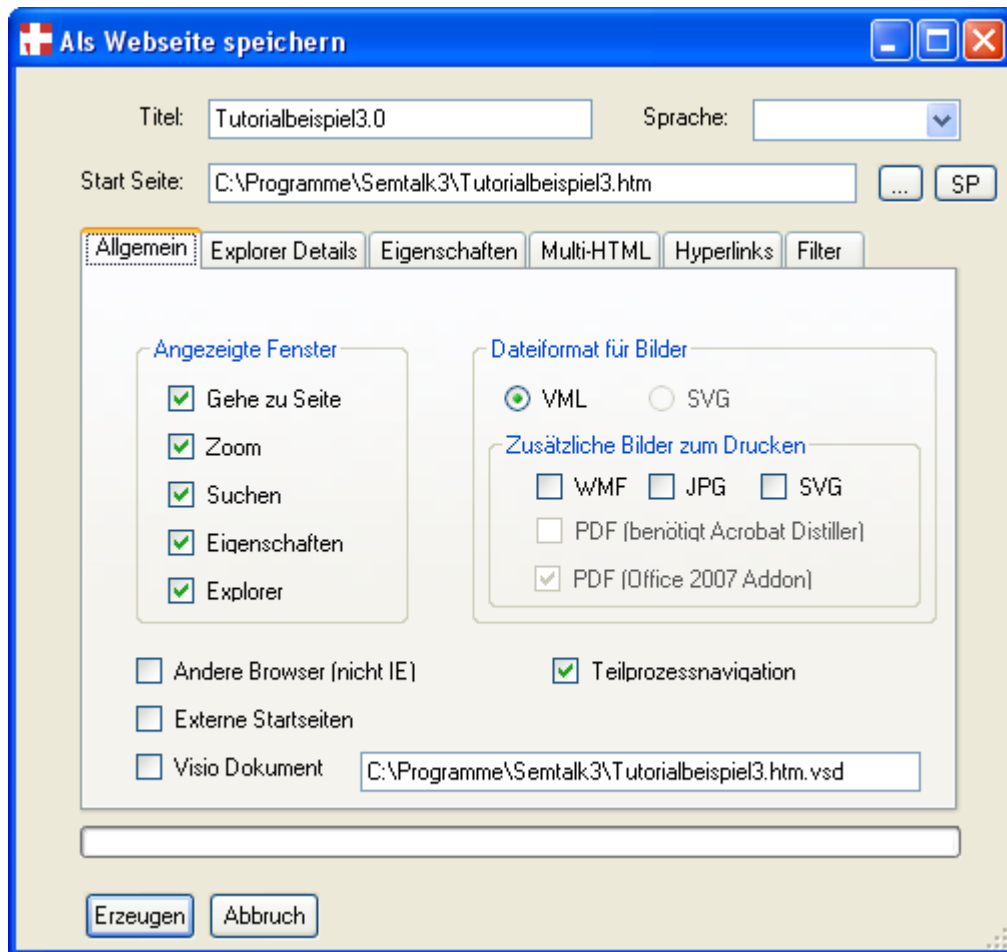 Als Webseite speichern
Titel: Tutorialbeispiel3.0 Sprache:
Start Seite: C:\Programme\Semtalk3\Tutorialbeispiel3.htm ... SP
Allgemein Explorer Details Eigenschaften Multi-HTML Hyperlinks Filter
Angezeigte Fenster Dateiformat für Bilder
Gehe zu Seite VML SVG
Zoom Zusätzliche Bilder zum Drucken
Suchen WMF JPG SVG
Eigenschaften PDF (benötigt Acrobat Distiller)
Explorer PDF (Office 2007 Addon)
Andere Browser (nicht IE) Teilprozessnavigation
Externe Startseiten
Visio Dokument C:\Programme\Semtalk3\Tutorialbeispiel3.htm.vsd
Erzeugen Abbruch